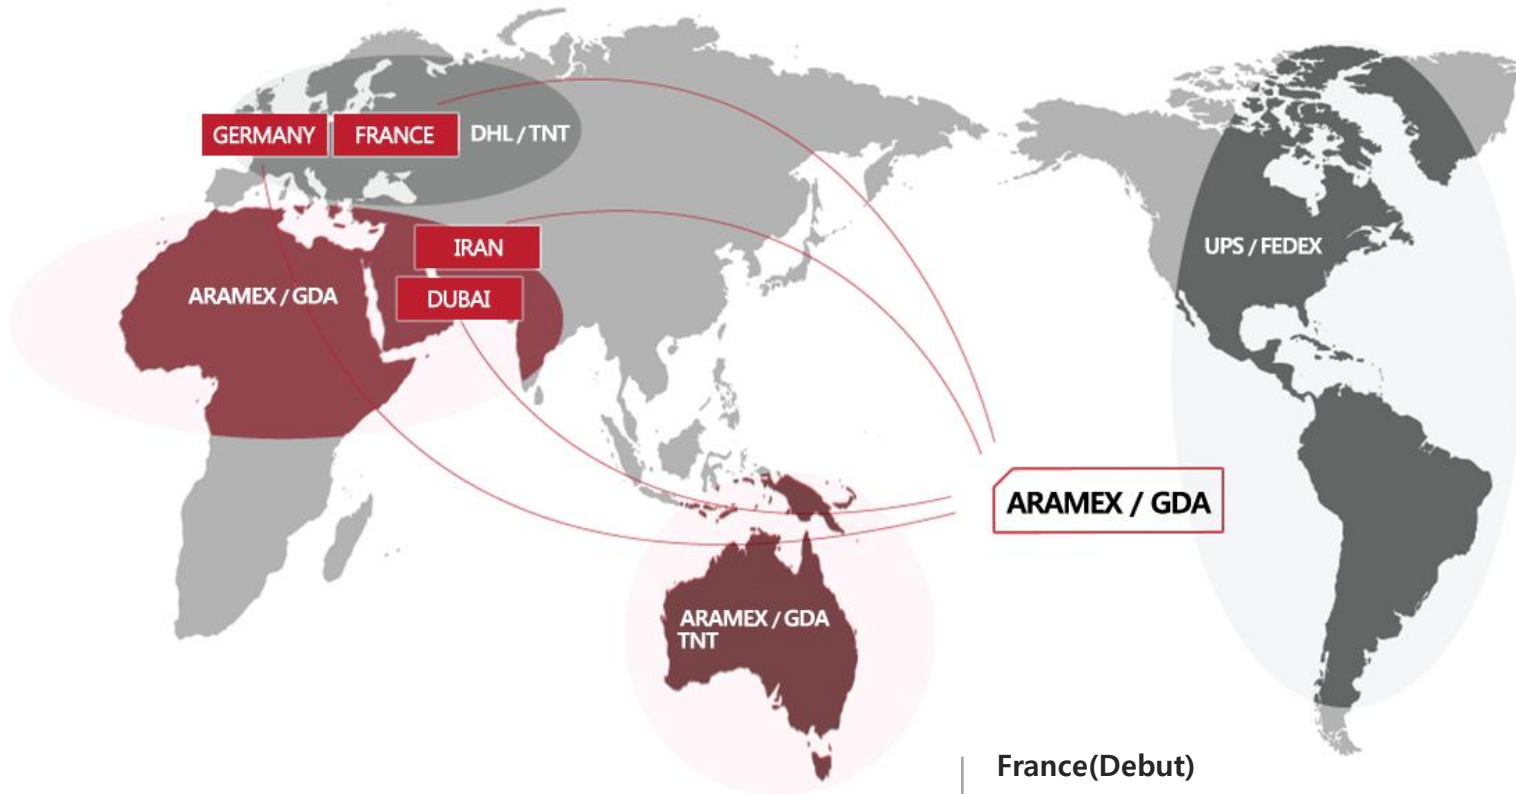 GERMANY
FRANCE
DHL / TNT
IRAN
UPS / FEDEX
ARAMEX / GDA
DUBAI
ARAMEX / GDA
ARAMEX / GDA
TNT
France(Debut)